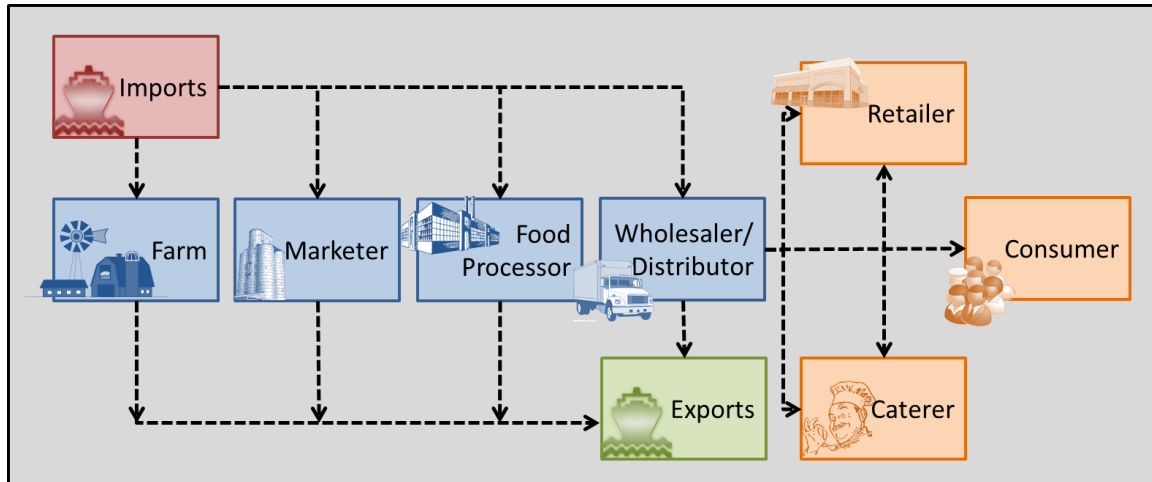 Imports
Retailer
Farm
Marketer
Food
Processor
Wholesaler/
Distributor
Consumer
Exports
Caterer